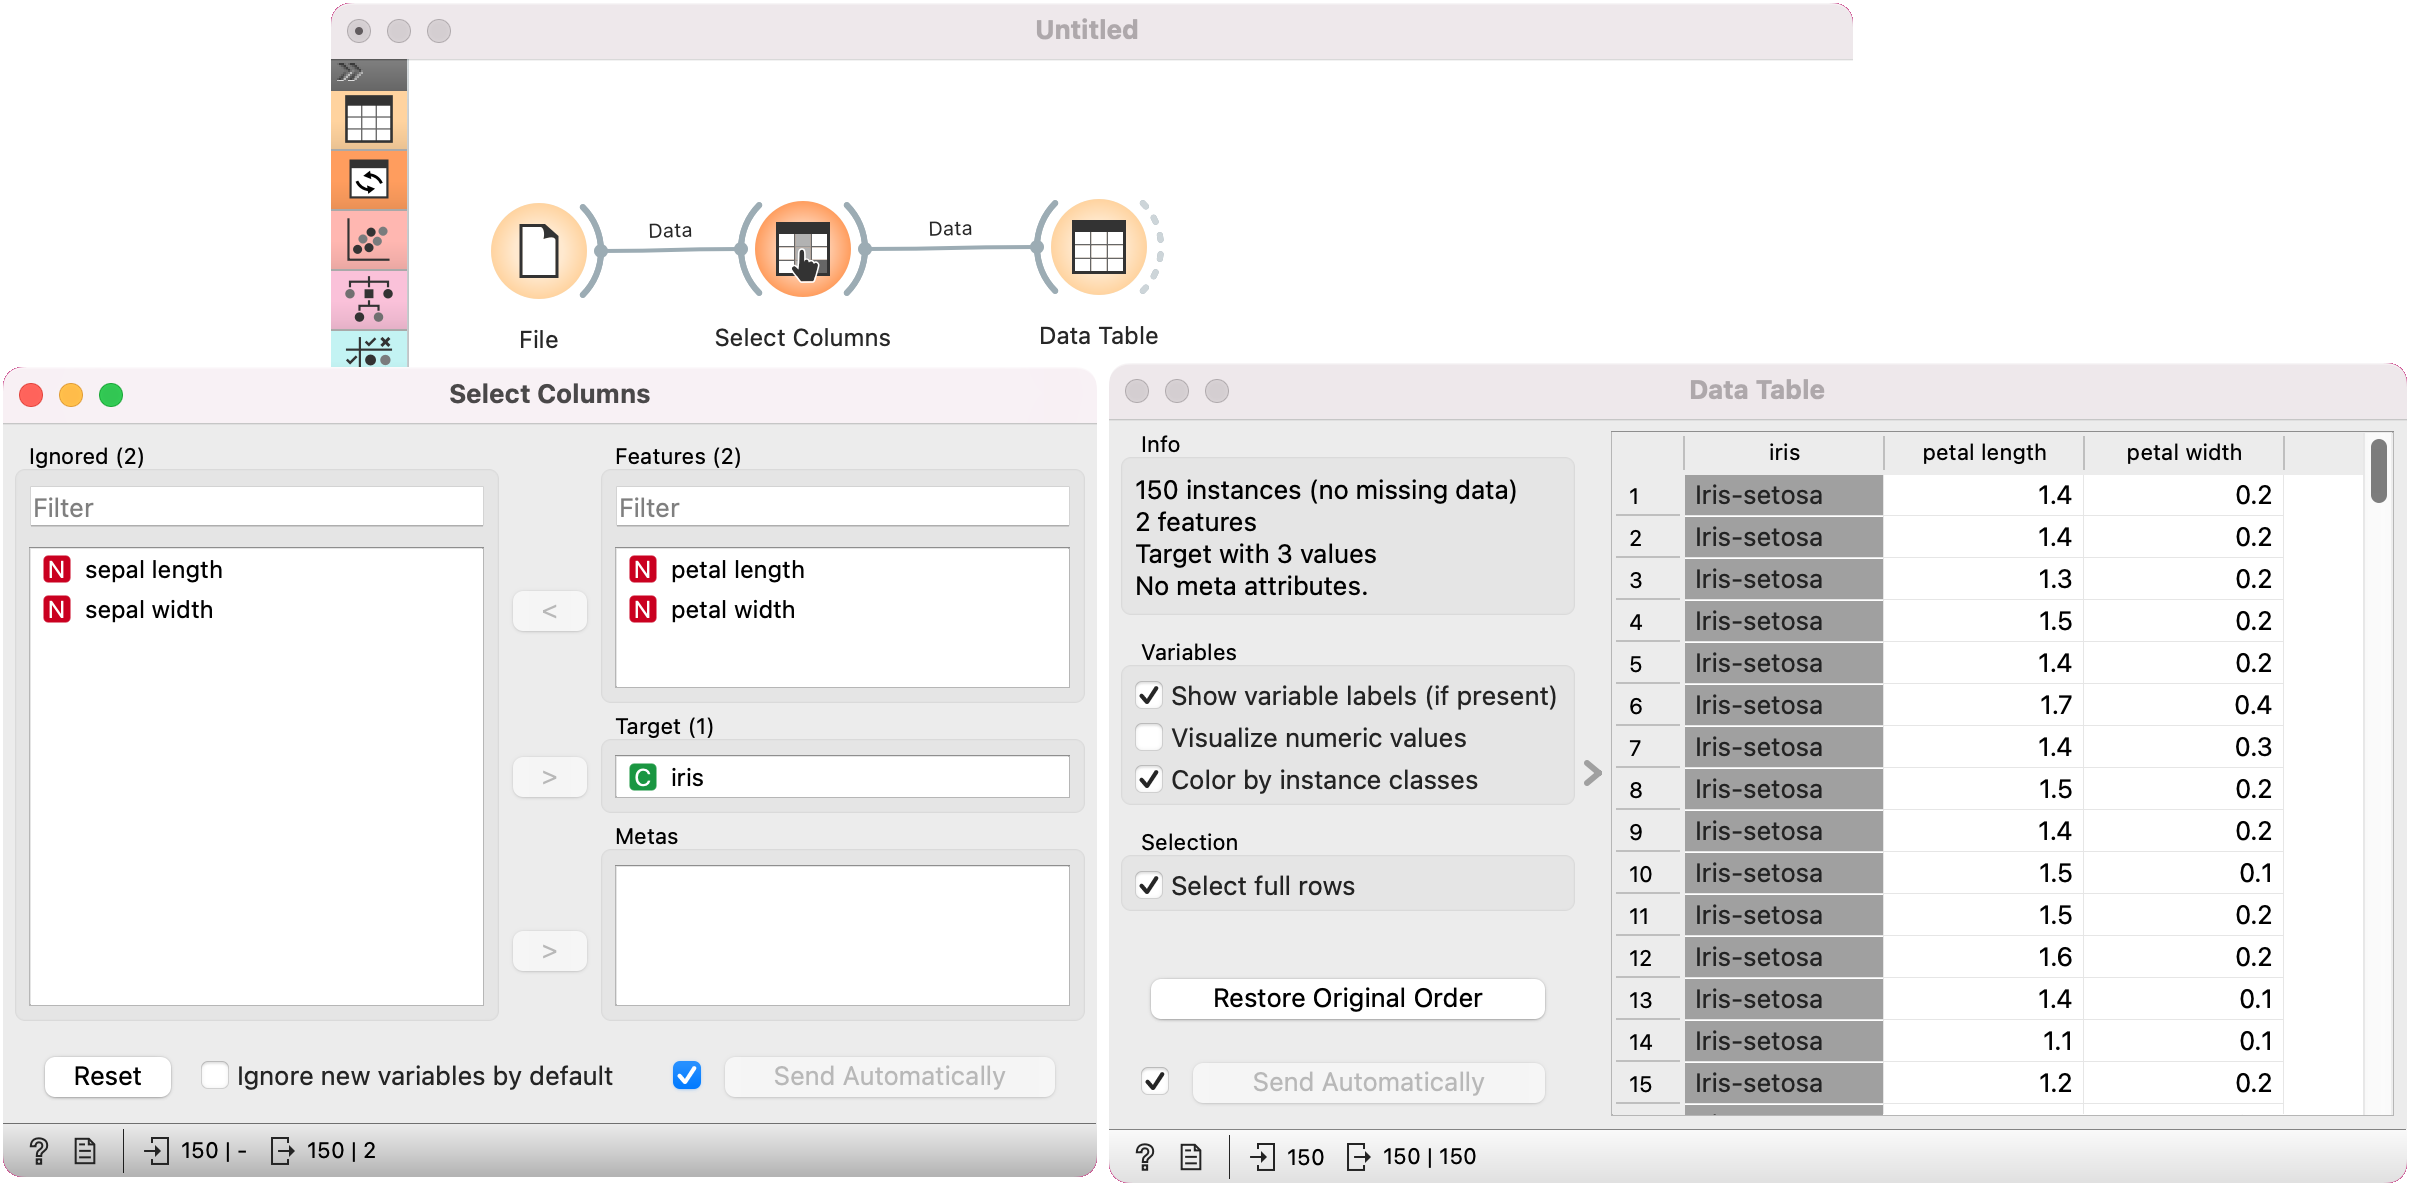 Untitled
Data
Data
File
Select Columns
Data Table
Select Columns
Ignored (2)
Filter
N sepal length
N sepal width
<
>
>
Features (2)
Filter
N petal length
N petal width
Target (1)
C iris
Metas
Reset
Ignore new variables by default
Send Automatically
? 150 | - 150 | 2
Data Table
Info
150 instances (no missing data)
2 features
Target with 3 values
No meta attributes.
Variables
Show variable labels (if present)
Visualize numeric values
Color by instance classes
Selection
Select full rows
Restore Original Order
Send Automatically
iris petal length petal width
1 Iris-setosa 1.4 0.2
2 Iris-setosa 1.4 0.2
3 Iris-setosa 1.3 0.2
4 Iris-setosa 1.5 0.2
5 Iris-setosa 1.4 0.2
6 Iris-setosa 1.7 0.4
7 Iris-setosa 1.4 0.3
8 Iris-setosa 1.5 0.2
9 Iris-setosa 1.4 0.2
10 Iris-setosa 1.5 0.1
11 Iris-setosa 1.5 0.2
12 Iris-setosa 1.6 0.2
13 Iris-setosa 1.4 0.1
14 Iris-setosa 1.1 0.1
15 Iris-setosa 1.2 0.2
? 150 150 | 150